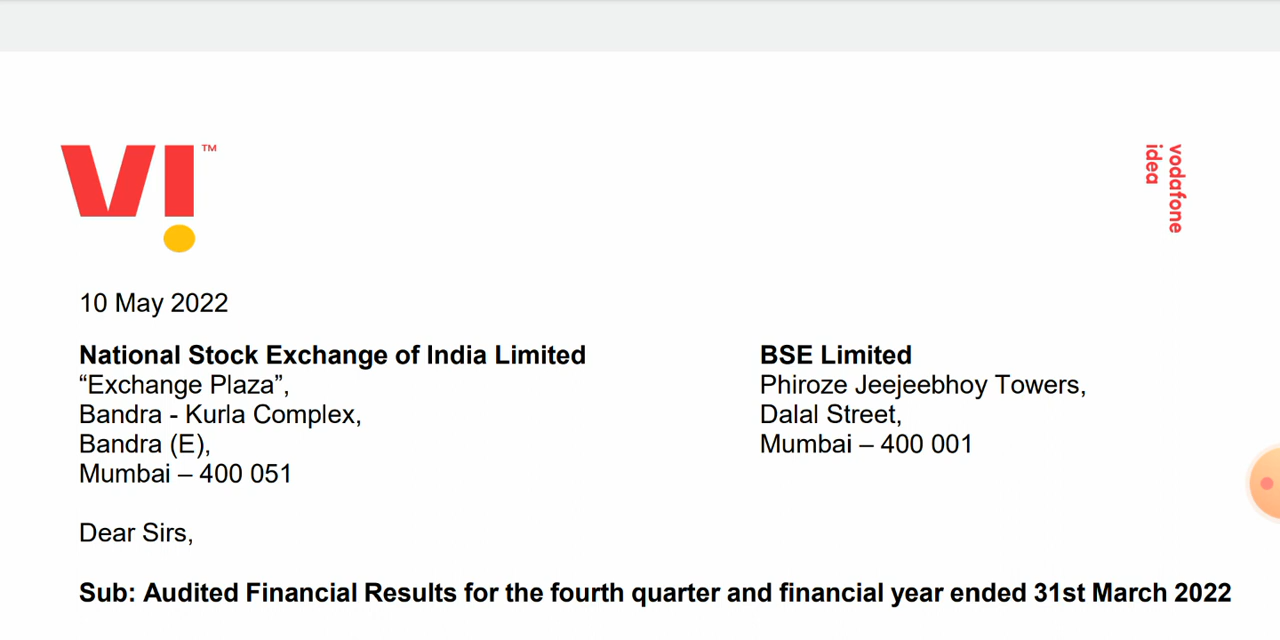 VI™
vodafone
idea
10 May 2022
National Stock Exchange of India Limited
“Exchange Plaza”,
Bandra - Kurla Complex,
Bandra (E),
Mumbai – 400 051
BSE Limited
Phiroze Jeejeebhoy Towers,
Dalal Street,
Mumbai – 400 001
Dear Sirs,
Sub: Audited Financial Results for the fourth quarter and financial year ended 31st March 2022